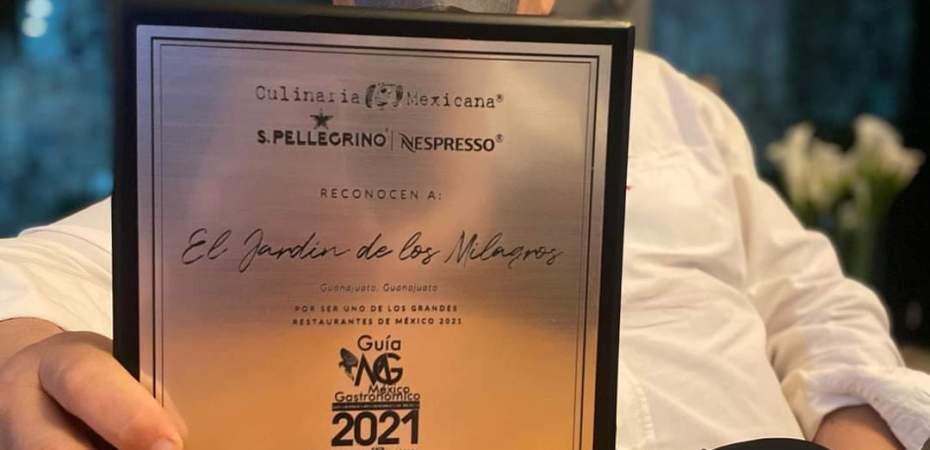 Culinaria Mexicana®
S.PELLEGRINO® | NESPRESSO®
RECONOCEN A:
El Jardin de los Milagros
Guanajuato, Guanajuato
POR SER UNO DE LOS GRANDES
RESTAURANTES DE MÉXICO 2021
Guía
MG
México
Gastronómico
2021